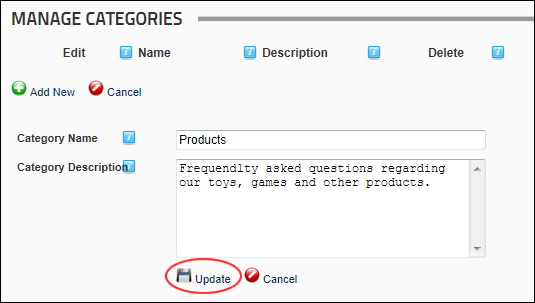 MANAGE CATEGORIES
Edit Name Description Delete
Add New Cancel
Category Name Products
Category Description Frequendlty asked questions regarding
our toys, games and other products.
Update Cancel